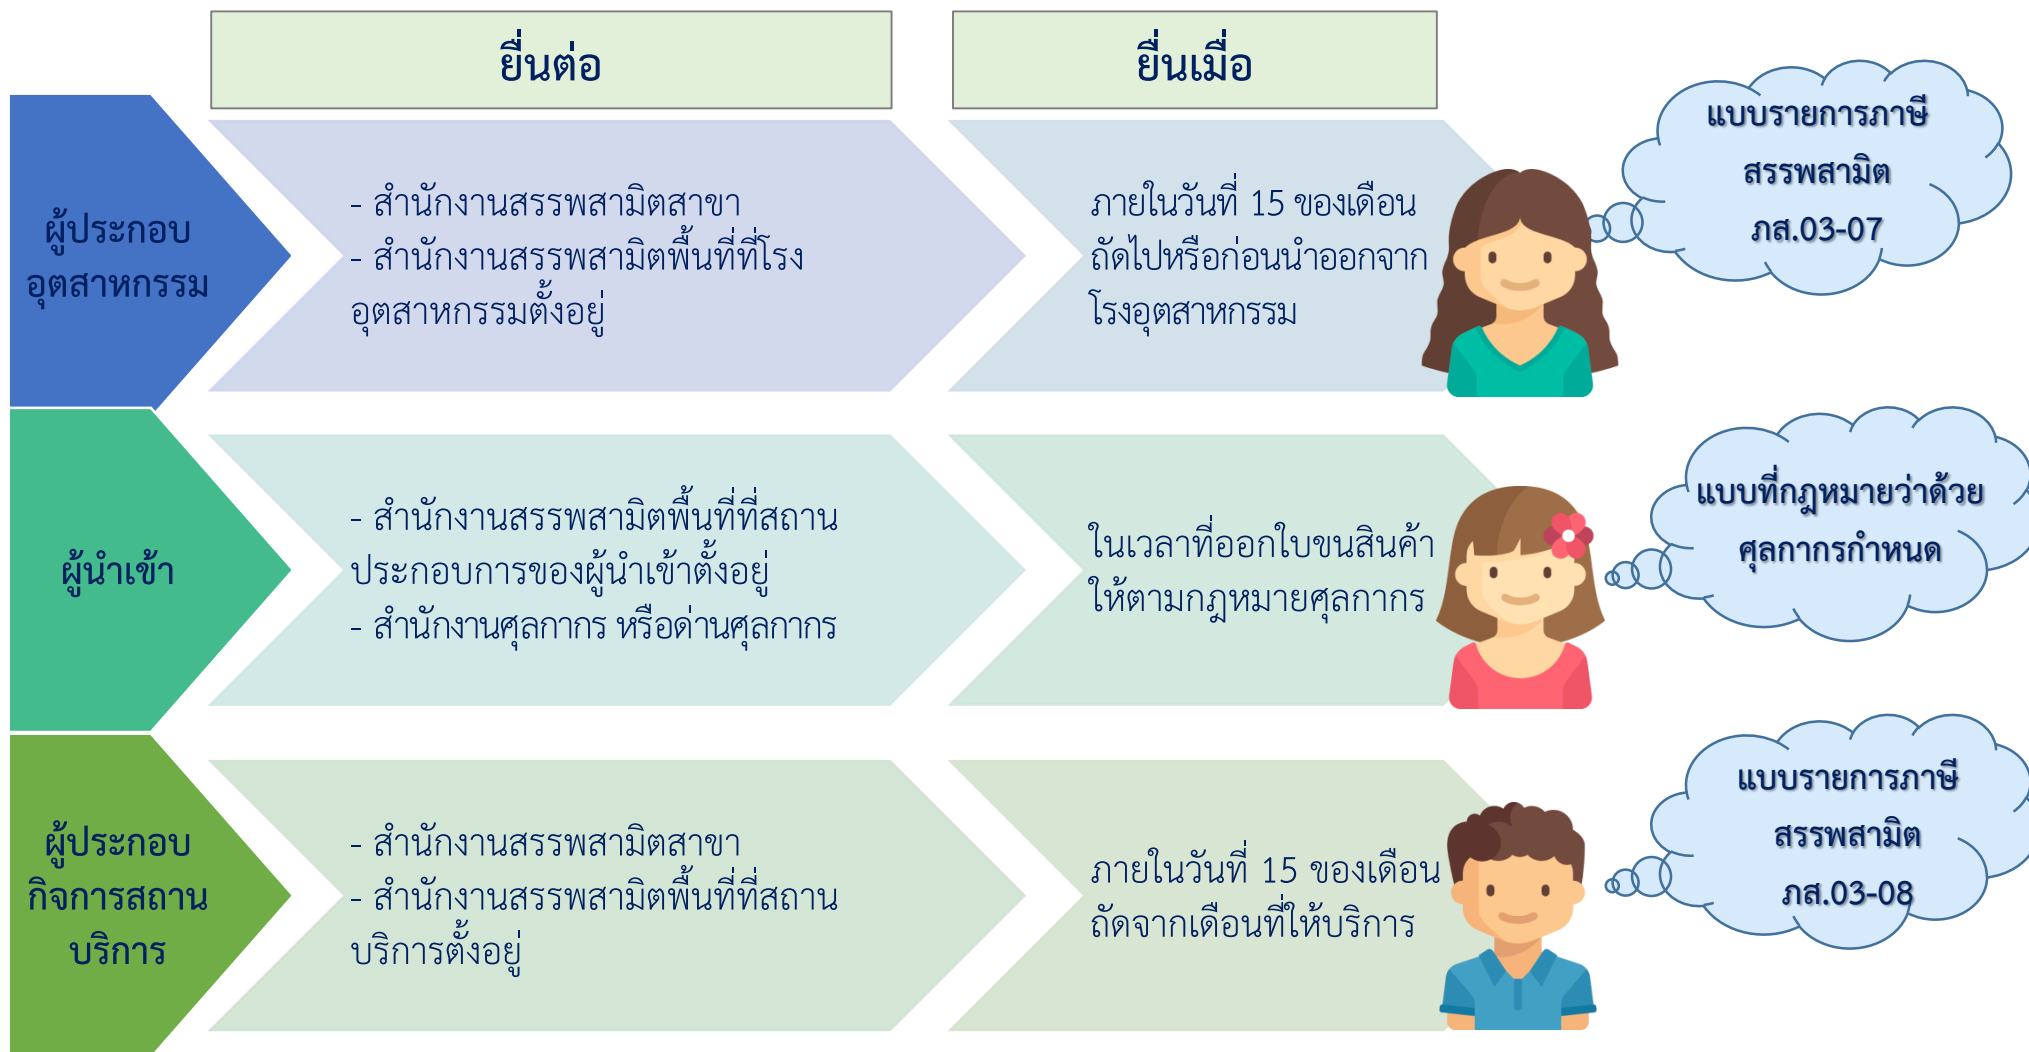 ยื่นต่อ
ยื่นเมื่อ
ผู้ประกอบ
อุตสาหกรรม
- สำนักงานสรรพสามิตสาขา
- สำนักงานสรรพสามิตพื้นที่ที่โรง
อุตสาหกรรมตั้งอยู่
ภายในวันที่ 15 ของเดือน
ถัดไปหรือก่อนนำออกจาก
โรงอุตสาหกรรม
แบบรายการภาษี
สรรพสามิต
ภส.03-07
ผู้นำเข้า
- สำนักงานสรรพสามิตพื้นที่ที่สถาน
ประกอบการของผู้นำเข้าตั้งอยู่
- สำนักงานศุลกากร หรือด่านศุลกากร
ในเวลาที่ออกใบขนสินค้า
ให้ตามกฎหมายศุลกากร
แบบที่กฎหมายว่าด้วย
ศุลกากรกำหนด
ผู้ประกอบ
กิจการสถาน
บริการ
- สำนักงานสรรพสามิตสาขา
- สำนักงานสรรพสามิตพื้นที่ที่สถาน
บริการตั้งอยู่
ภายในวันที่ 15 ของเดือน
ถัดจากเดือนที่ให้บริการ
แบบรายการภาษี
สรรพสามิต
ภส.03-08